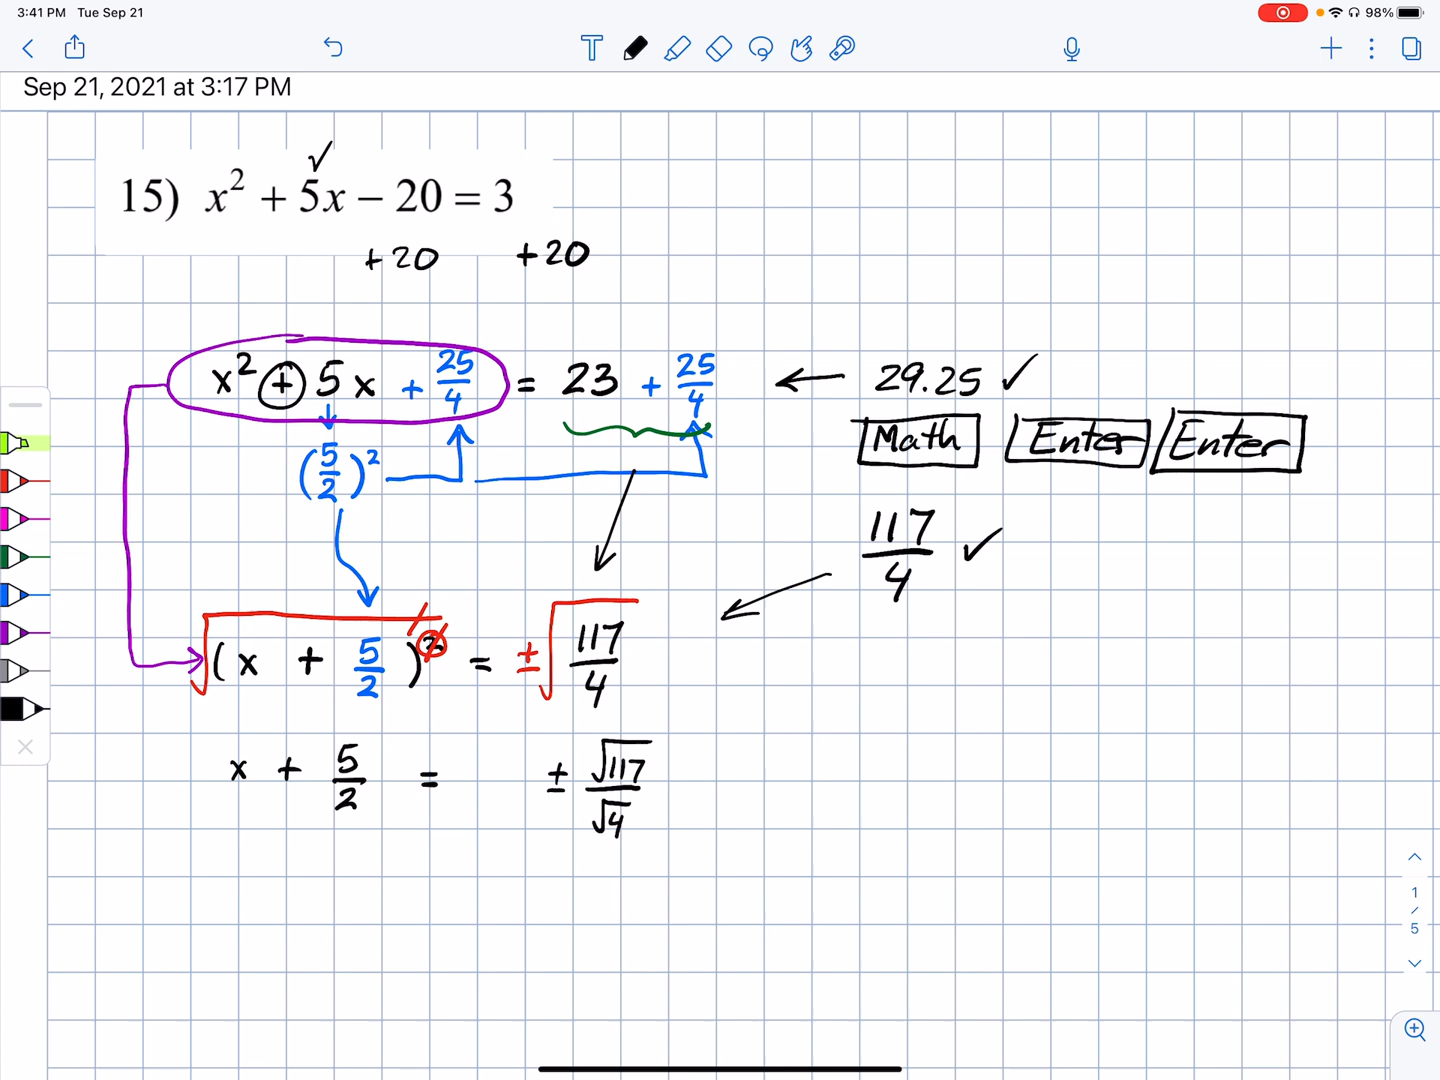 3:41 PM Tue Sep 21 98%
Sep 21, 2021 at 3:17 PM
✓
15) x² + 5x − 20 = 3
+20 +20
x² + 5x + 25/4 = 23 + 25/4 ← 29.25 ✓
Math Enter Enter
(5/2)²
117/4 ✓
√(x + 5/2)² = ±√117/4
x + 5/2 = ± √117/√4
1/5